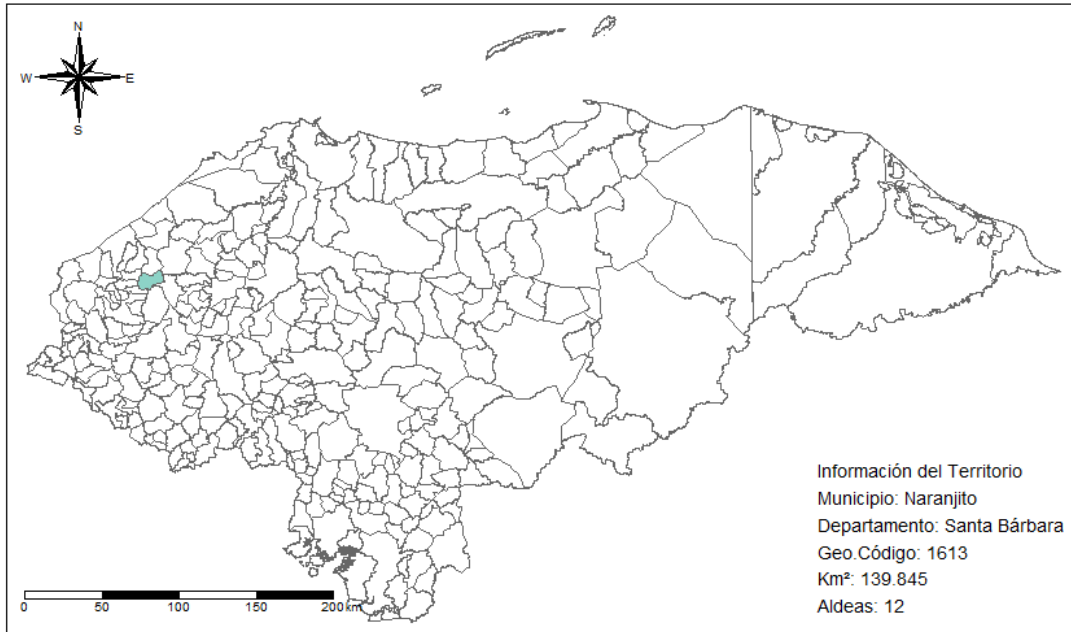 N
W E
S
Información del Territorio
Municipio: Naranjito
Departamento: Santa Bárbara
Geo.Código: 1613
Km²: 139.845
Aldeas: 12
0 50 100 150 200 km